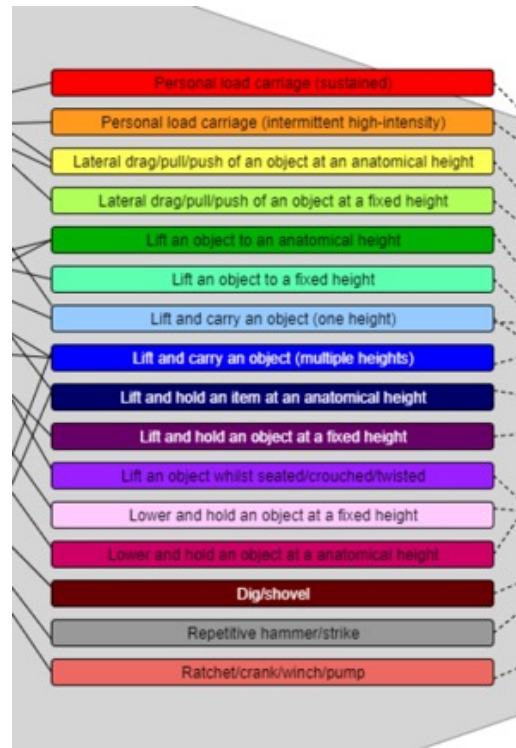 Personal load carriage (sustained)
Personal load carriage (intermittent high-intensity)
Lateral drag/pull/push of an object at an anatomical height
Lateral drag/pull/push of an object at a fixed height
Lift an object to an anatomical height
Lift an object to a fixed height
Lift and carry an object (one height)
Lift and carry an object (multiple heights)
Lift and hold an item at an anatomical height
Lift and hold an object at a fixed height
Lift an object whilst seated/crouched/twisted
Lower and hold an object at a fixed height
Lower and hold an object at a anatomical height
Dig/shovel
Repetitive hammer/strike
Ratchet/crank/winch/pump